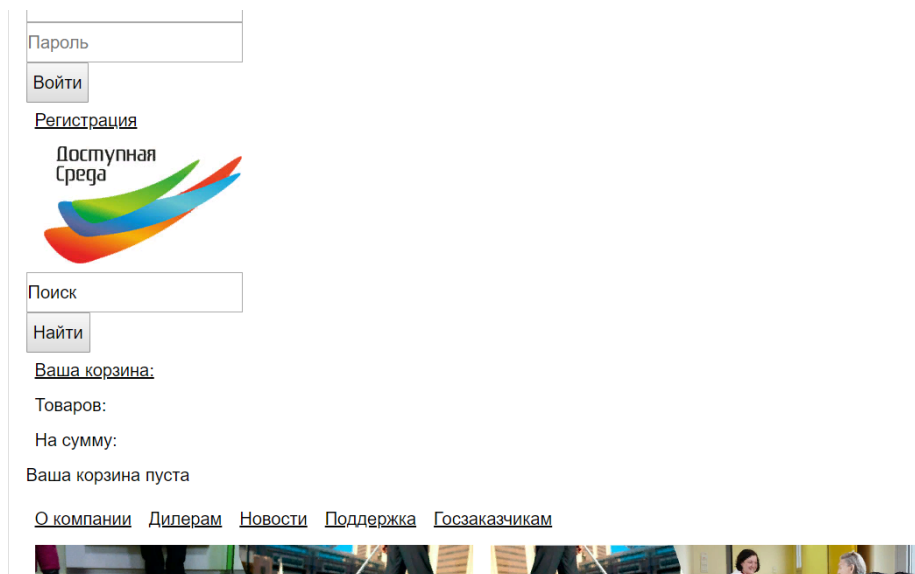 Пароль
Войти
Регистрация
Доступная
Среда
Поиск
Найти
Ваша корзина:
Товаров:
На сумму:
Ваша корзина пуста
О компании Дилерам Новости Поддержка Госзаказчикам